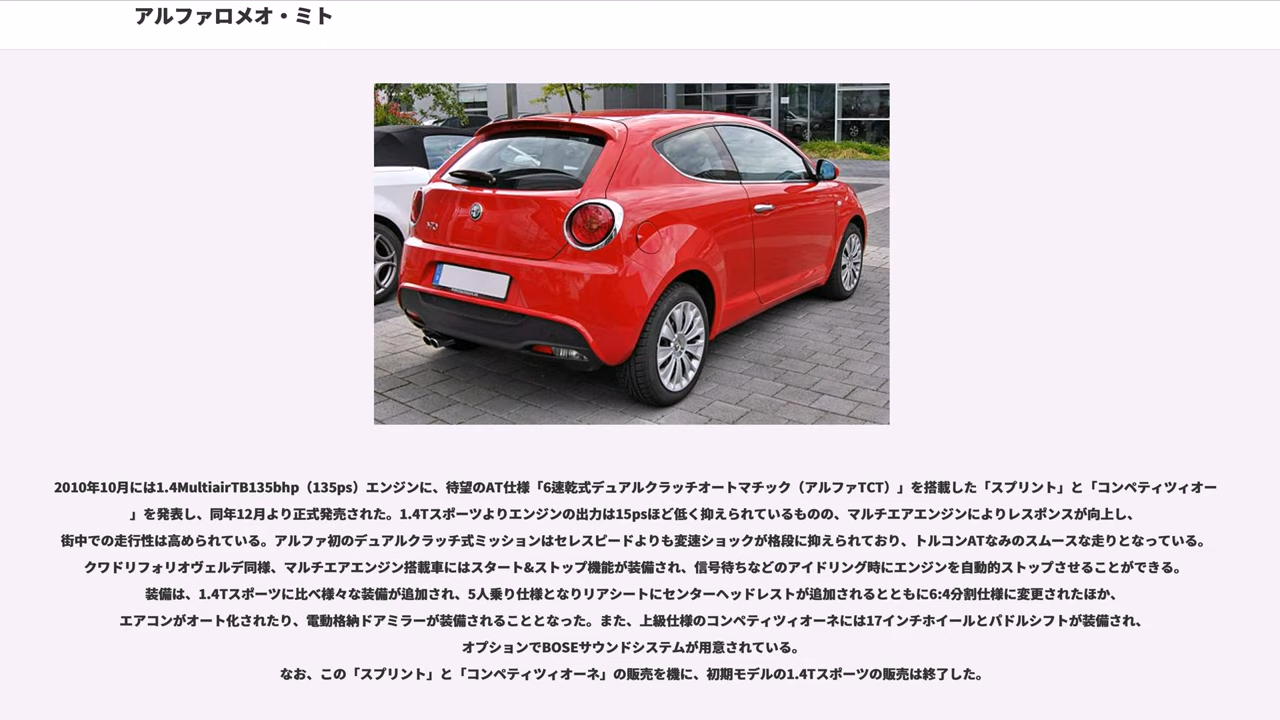 アルファロメオ・ミト
2010年10月には1.4MultiairTB135bhp（135ps）エンジンに、待望のAT仕様「6速乾式デュアルクラッチオートマチック（アルファTCT）」を搭載した「スプリント」と「コンペティツィオー
」を発表し、同年12月より正式発売された。1.4Tスポーツよりエンジンの出力は15psほど低く抑えられているものの、マルチエアエンジンによりレスポンスが向上し、
街中での走行性は高められている。アルファ初のデュアルクラッチ式ミッションはセレスピードよりも変速ショックが格段に抑えられており、トルコンATなみのスムースな走りとなっている。
クワドリフォリオヴェルデ同様、マルチエアエンジン搭載車にはスタート&ストップ機能が装備され、信号待ちなどのアイドリング時にエンジンを自動的ストップさせることができる。
装備は、1.4Tスポーツに比べ様々な装備が追加され、5人乗り仕様となりリアシートにセンターヘッドレストが追加されるとともに6:4分割仕様に変更されたほか、
エアコンがオート化されたり、電動格納ドアミラーが装備されることとなった。また、上級仕様のコンペティツィオーネには17インチホイールとパドルシフトが装備され、
オプションでBOSEサウンドシステムが用意されている。
なお、この「スプリント」と「コンペティツィオーネ」の販売を機に、初期モデルの1.4Tスポーツの販売は終了した。